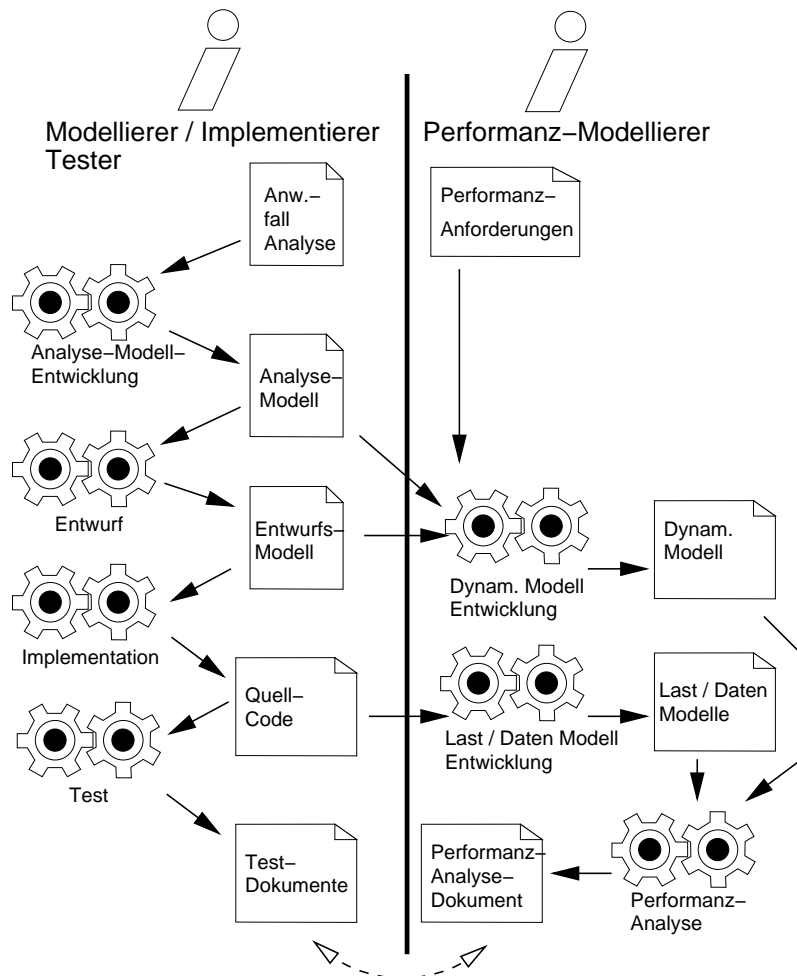 Modellierer / Implementierer
Tester
Performanz–Modellierer
Anw.–
fall
Analyse
Performanz–
Anforderungen
Analyse–Modell–
Entwicklung
Analyse–
Modell
Entwurf
Entwurfs–
Modell
Dynam. Modell
Entwicklung
Dynam.
Modell
Implementation
Quell–
Code
Last / Daten Modell
Entwicklung
Last / Daten
Modelle
Test
Test–
Dokumente
Performanz–
Analyse–
Dokument
Performanz–
Analyse